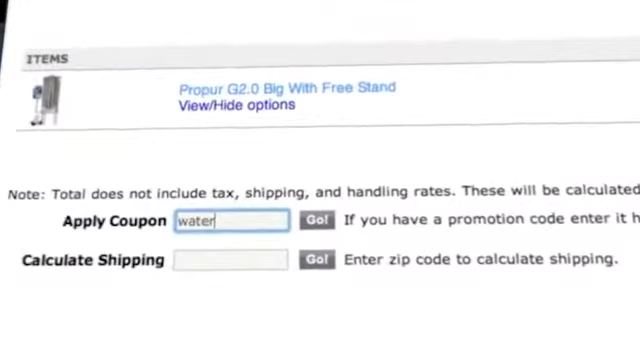 ITEMS
Propur G2.0 Big With Free Stand
View/Hide options
Note: Total does not include tax, shipping, and handling rates. These will be calculated
Apply Coupon water Go! If you have a promotion code enter it h
Calculate Shipping Go! Enter zip code to calculate shipping.